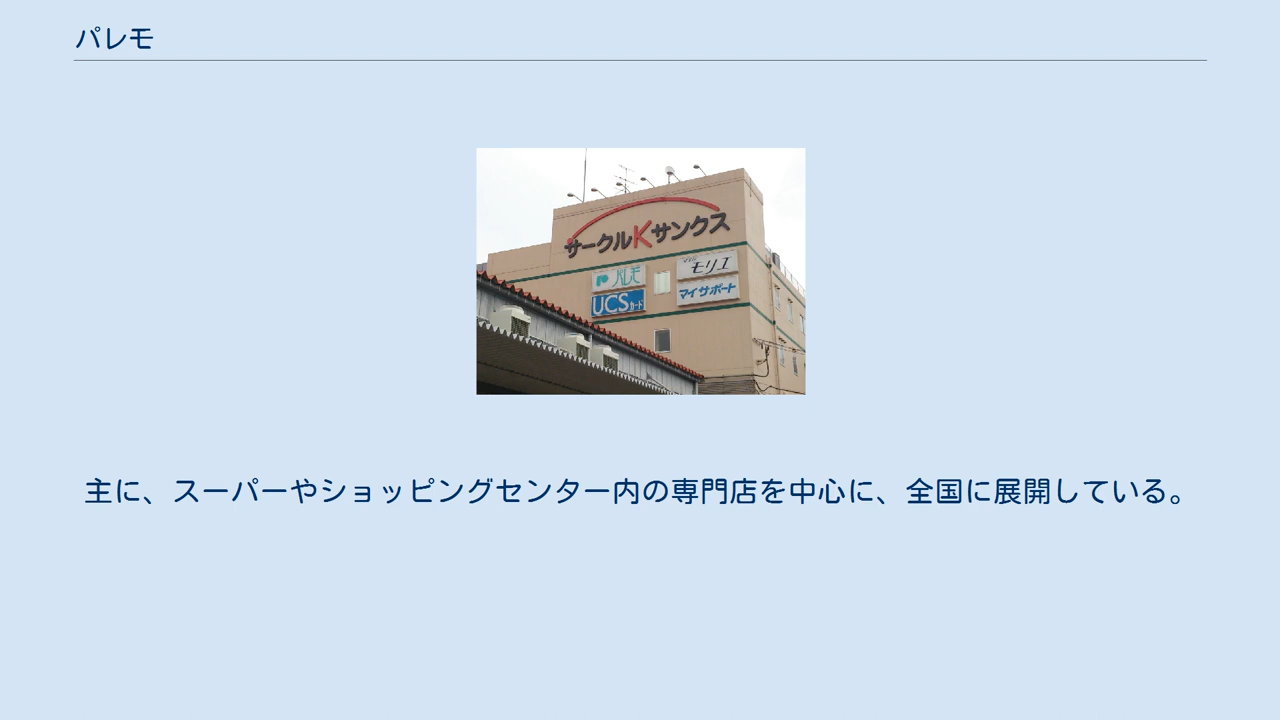 パレモ
サークルKサンクス
パレモ
モリエ
UCSカード
マイサポート
主に、スーパーやショッピングセンター内の専門店を中心に、全国に展開している。